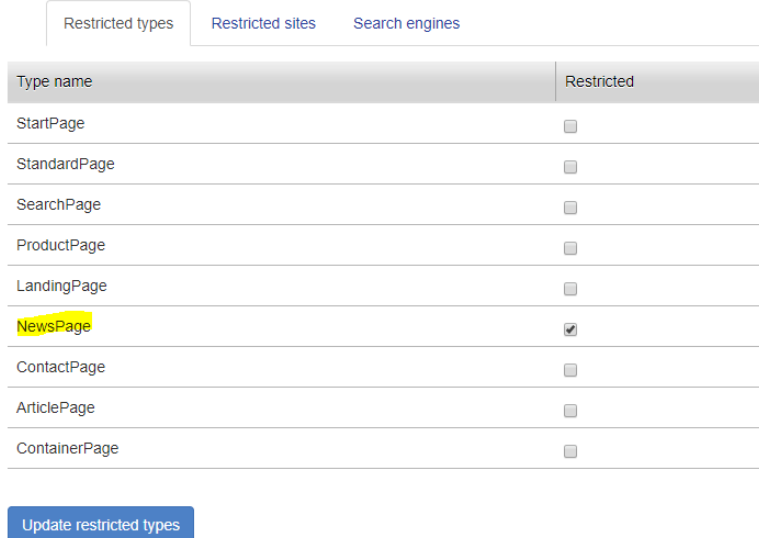 Restricted types Restricted sites Search engines
Type name Restricted
StartPage
StandardPage
SearchPage
ProductPage
LandingPage
NewsPage
ContactPage
ArticlePage
ContainerPage
Update restricted types